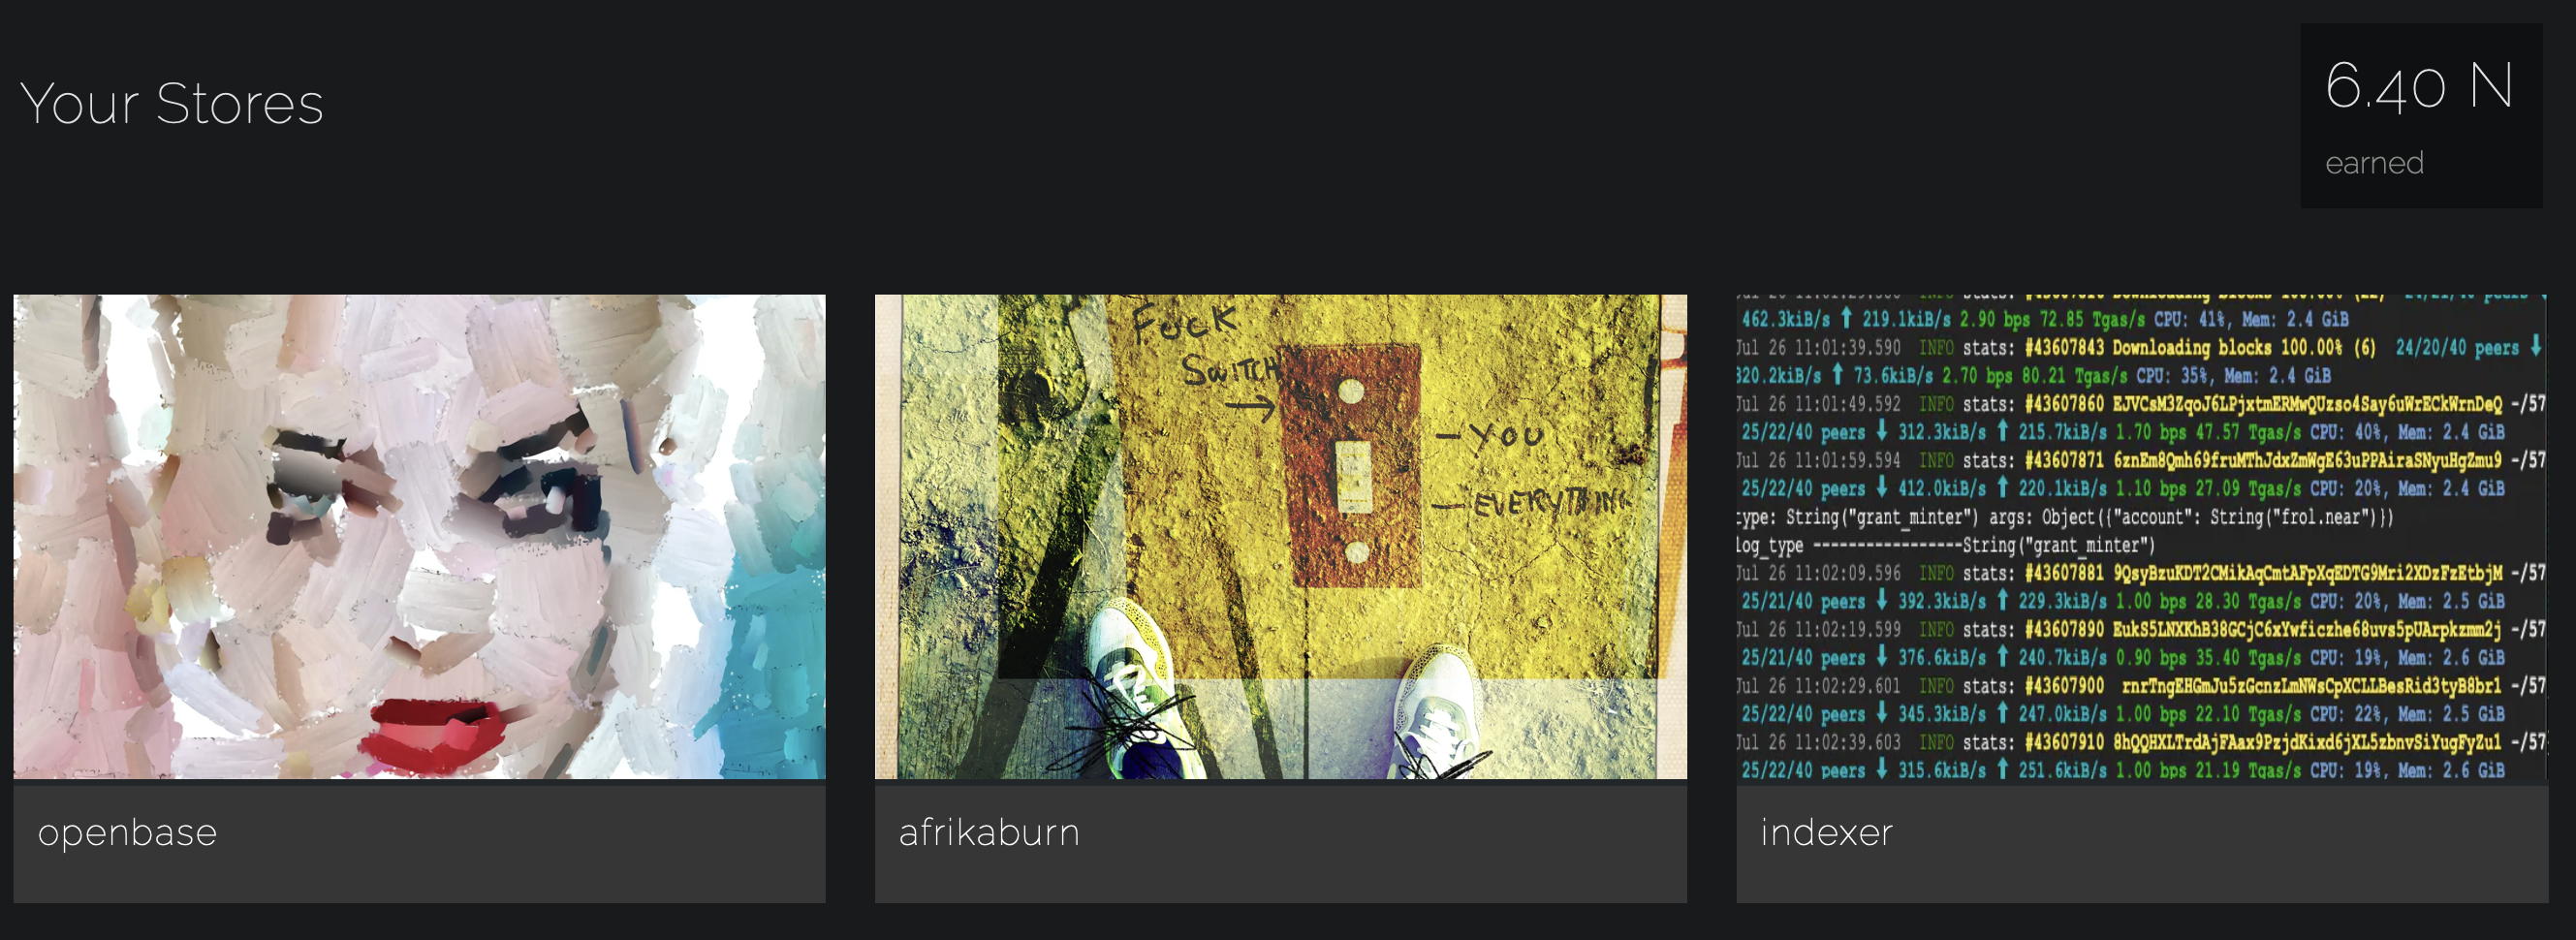 Your Stores
6.40 N
earned
FUCK
SWITCH
YOU
EVERYTHING
462.3kiB/s ⬆ 219.1kiB/s 2.90 bps 72.85 Tgas/s CPU: 41%, Mem: 2.4 GiB
Jul 26 11:01:39.590 INFO stats: #43607843 Downloading blocks 100.00% (6) 24/20/40 peers ⬇
320.2kiB/s ⬆ 73.6kiB/s 2.70 bps 80.21 Tgas/s CPU: 35%, Mem: 2.4 GiB
Jul 26 11:01:49.592 INFO stats: #43607860 EJVCsM3ZqoJ6LPjxtmERMwQUzso4Say6uWrECkWrnDeQ -/57
25/22/40 peers ⬇ 312.3kiB/s ⬆ 215.7kiB/s 1.70 bps 47.57 Tgas/s CPU: 40%, Mem: 2.4 GiB
Jul 26 11:01:59.594 INFO stats: #43607871 6znEm8Qmh69fruMThJdxZmWgE63uPPAiraSNyuHgZmu9 -/57
25/22/40 peers ⬇ 412.0kiB/s ⬆ 220.1kiB/s 1.10 bps 27.09 Tgas/s CPU: 20%, Mem: 2.4 GiB
type: String("grant_minter") args: Object({"account": String("frol.near")})
log_type -----------------String("grant_minter")
Jul 26 11:02:09.596 INFO stats: #43607881 9QsyBzuKDT2CMikAqCmtAFpXqEDTG9Mri2XDzFzEtbjM -/57
25/21/40 peers ⬇ 392.3kiB/s ⬆ 229.3kiB/s 1.00 bps 28.30 Tgas/s CPU: 20%, Mem: 2.5 GiB
Jul 26 11:02:19.599 INFO stats: #43607890 EukS5LNXKhB38GCjC6xYwficzhe68uvs5pUArpkzmm2j -/57
25/21/40 peers ⬇ 376.6kiB/s ⬆ 240.7kiB/s 0.90 bps 35.40 Tgas/s CPU: 19%, Mem: 2.6 GiB
Jul 26 11:02:29.601 INFO stats: #43607900 rnrTngEHGmJu5zGcnzLmNWsCpXCLLBesRid3tyB8br1 -/57
25/22/40 peers ⬇ 345.3kiB/s ⬆ 247.0kiB/s 1.00 bps 22.10 Tgas/s CPU: 22%, Mem: 2.5 GiB
Jul 26 11:02:39.603 INFO stats: #43607910 8hQQHXLTrdAjFAax9PzjdKixd6jXL5zbnvSiYugFyZu1 -/57
25/22/40 peers ⬇ 315.6kiB/s ⬆ 251.6kiB/s 1.00 bps 21.19 Tgas/s CPU: 19%, Mem: 2.6 GiB
openbase
afrikaburn
indexer